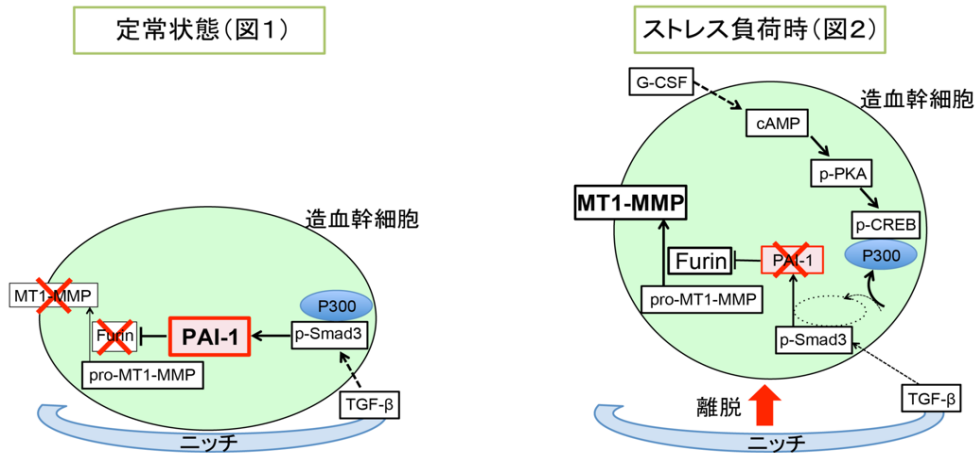 定常状態(図1)
造血幹細胞
MT1-MMP
P300
Furin
PAI-1
p-Smad3
pro-MT1-MMP
TGF-β
ニッチ
ストレス負荷時(図2)
造血幹細胞
G-CSF
cAMP
p-PKA
MT1-MMP
p-CREB
Furin
PAI-1
P300
pro-MT1-MMP
p-Smad3
TGF-β
離脱
ニッチ